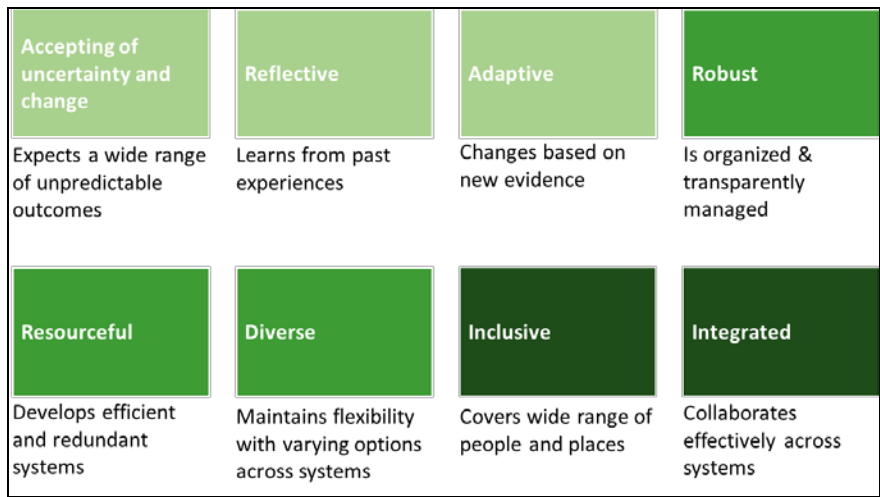 Accepting of
uncertainty and
change
Expects a wide range
of unpredictable
outcomes
Reflective
Learns from past
experiences
Adaptive
Changes based on
new evidence
Robust
Is organized &
transparently
managed
Resourceful
Develops efficient
and redundant
systems
Diverse
Maintains flexibility
with varying options
across systems
Inclusive
Covers wide range of
people and places
Integrated
Collaborates
effectively across
systems